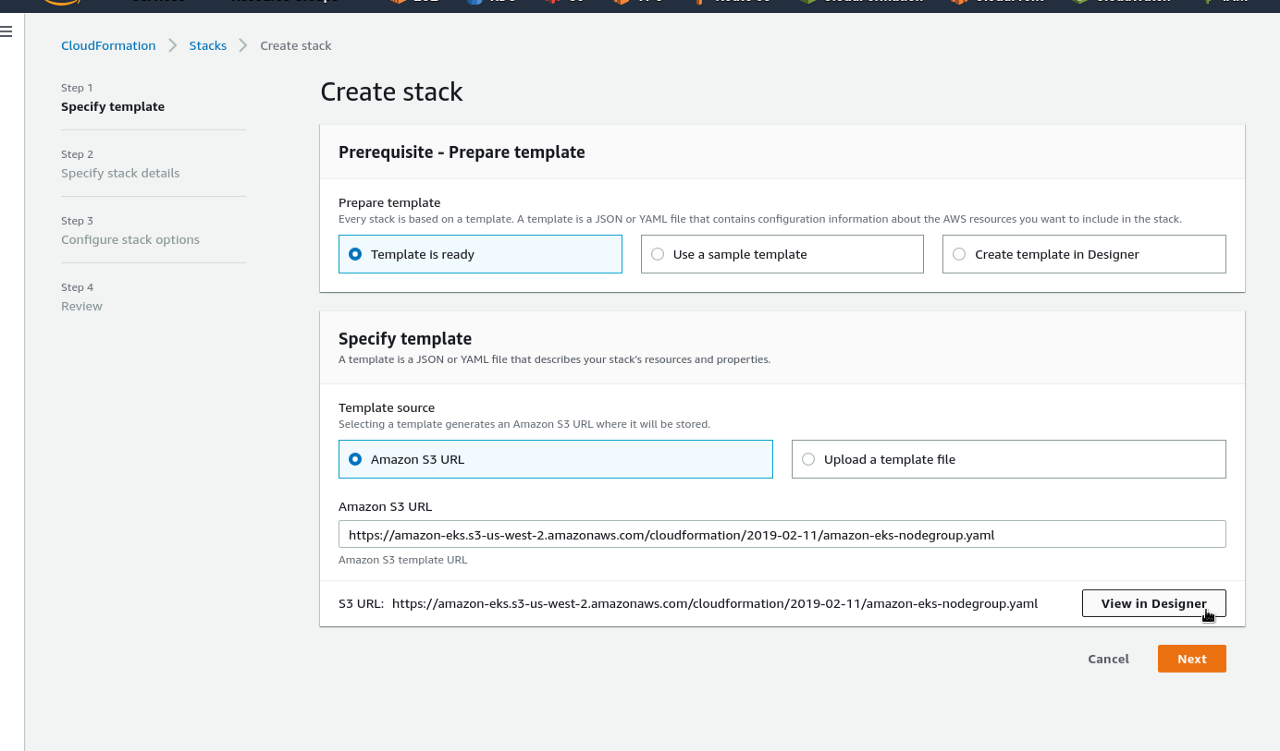 CloudFormation Stacks Create stack
Step 1
Specify template
Step 2
Specify stack details
Step 3
Configure stack options
Step 4
Review
Create stack
Prerequisite - Prepare template
Prepare template
Every stack is based on a template. A template is a JSON or YAML file that contains configuration information about the AWS resources you want to include in the stack.
Template is ready Use a sample template Create template in Designer
Specify template
A template is a JSON or YAML file that describes your stack's resources and properties.
Template source
Selecting a template generates an Amazon S3 URL where it will be stored.
Amazon S3 URL Upload a template file
Amazon S3 URL
https://amazon-eks.s3-us-west-2.amazonaws.com/cloudformation/2019-02-11/amazon-eks-nodegroup.yaml
Amazon S3 template URL
S3 URL: https://amazon-eks.s3-us-west-2.amazonaws.com/cloudformation/2019-02-11/amazon-eks-nodegroup.yaml View in Designer
Cancel Next